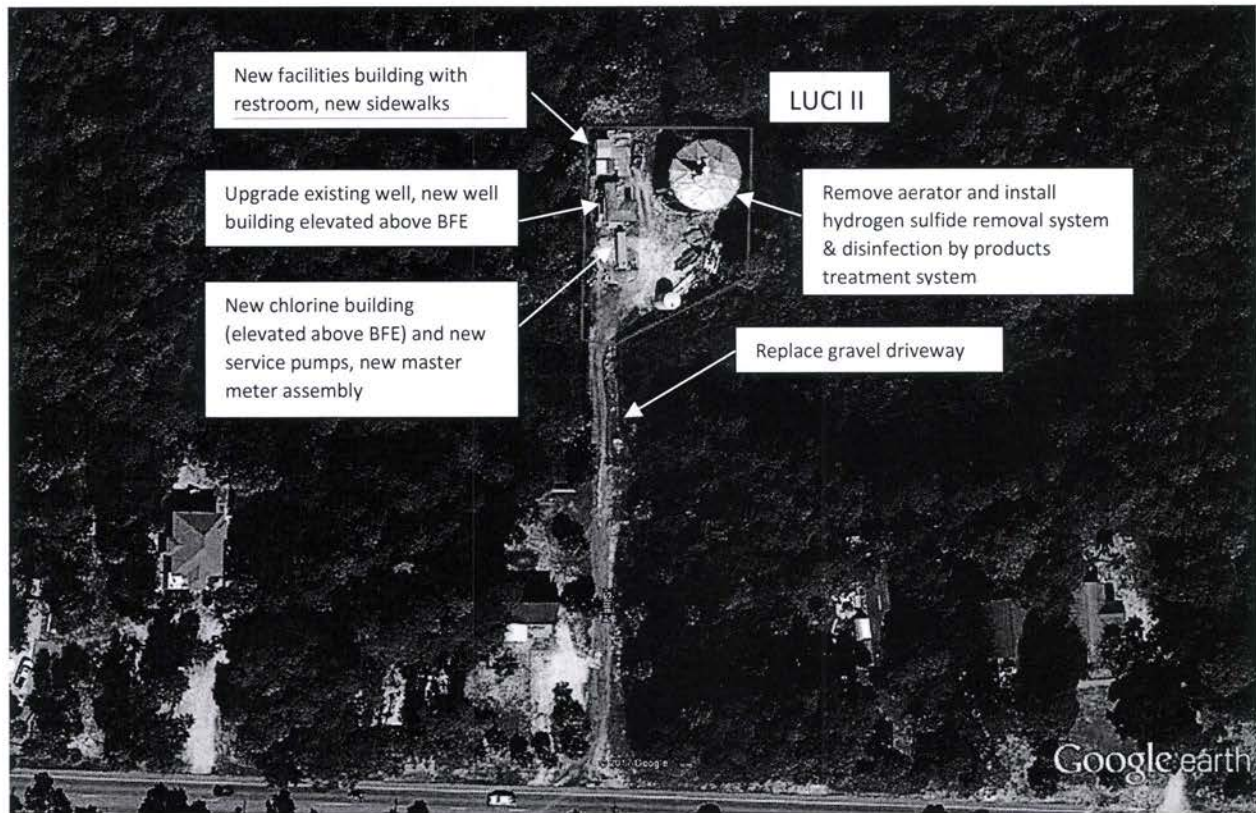 New facilities building with
restroom, new sidewalks
LUCI II
Upgrade existing well, new well
building elevated above BFE
Remove aerator and install
hydrogen sulfide removal system
& disinfection by products
treatment system
New chlorine building
(elevated above BFE) and new
service pumps, new master
meter assembly
Replace gravel driveway
Google
Google earth